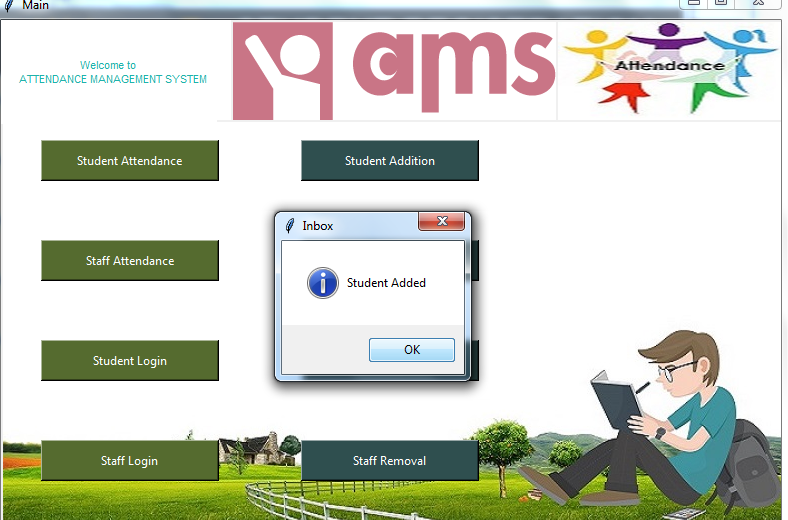 Main
Welcome to
ATTENDANCE MANAGEMENT SYSTEM
ams
Attendance
Student Attendance
Student Addition
Inbox
Staff Attendance
Student Added
OK
Student Login
Staff Login
Staff Removal